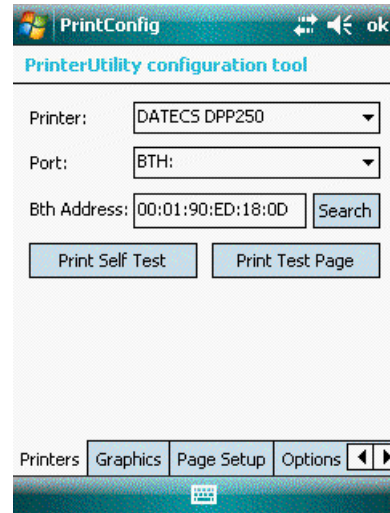 PrintConfig ok
PrinterUtility configuration tool
Printer: DATECS DPP250
Port: BTH:
Bth Address: 00:01:90:ED:18:0D Search
Print Self Test Print Test Page
Printers Graphics Page Setup Options